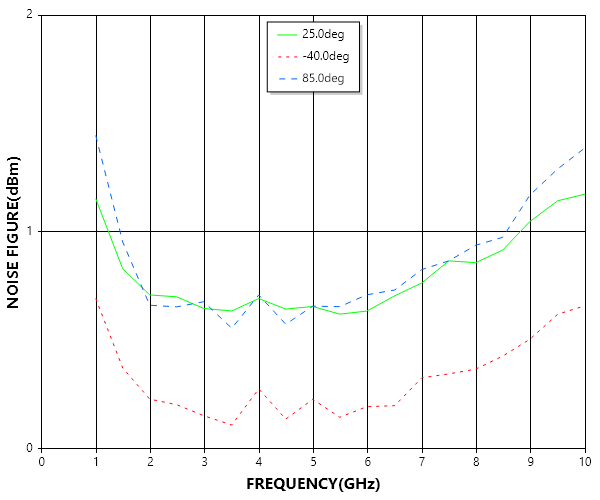 2
25.0deg
-40.0deg
85.0deg
NOISE FIGURE(dBm)
1
0
0 1 2 3 4 5 6 7 8 9 10
FREQUENCY(GHz)